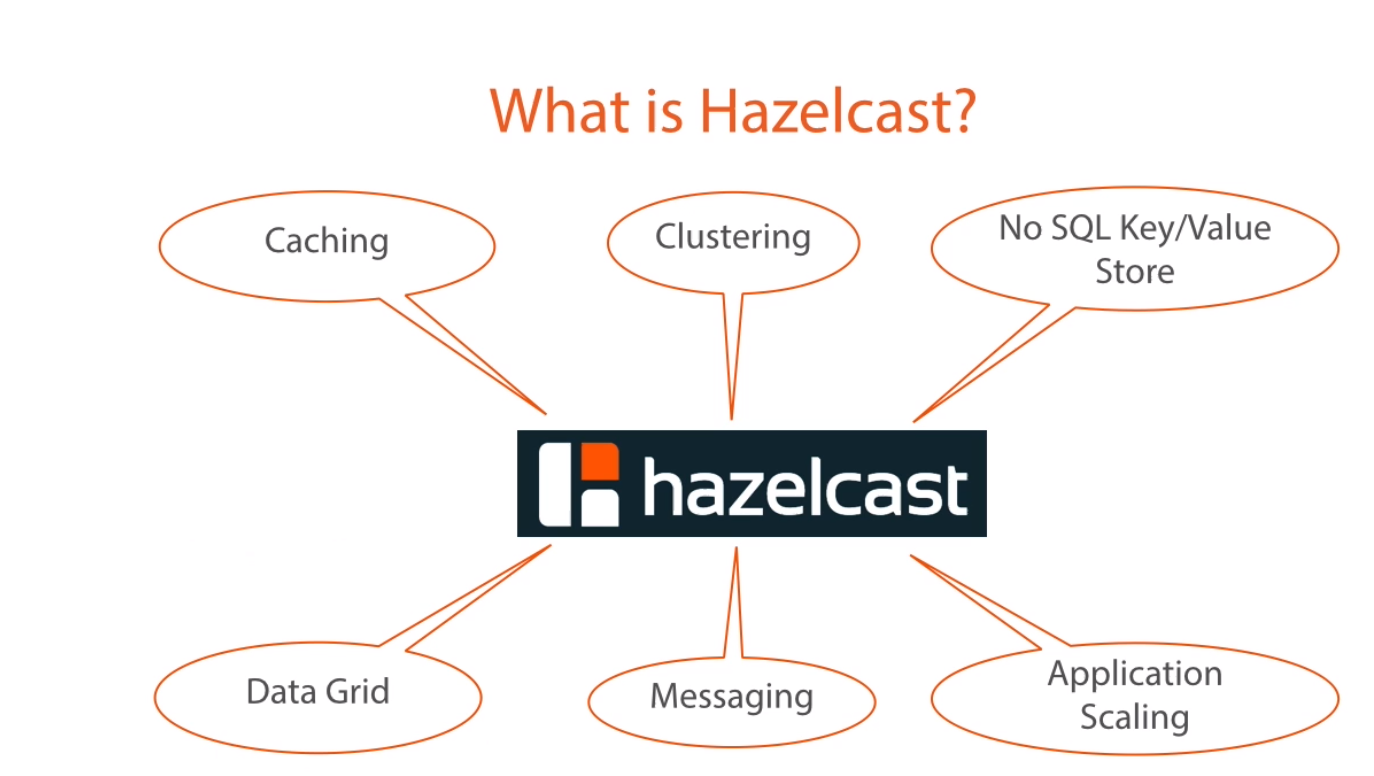 What is Hazelcast?
Caching
Clustering
No SQL Key/Value
Store
hazelcast
Data Grid
Messaging
Application
Scaling